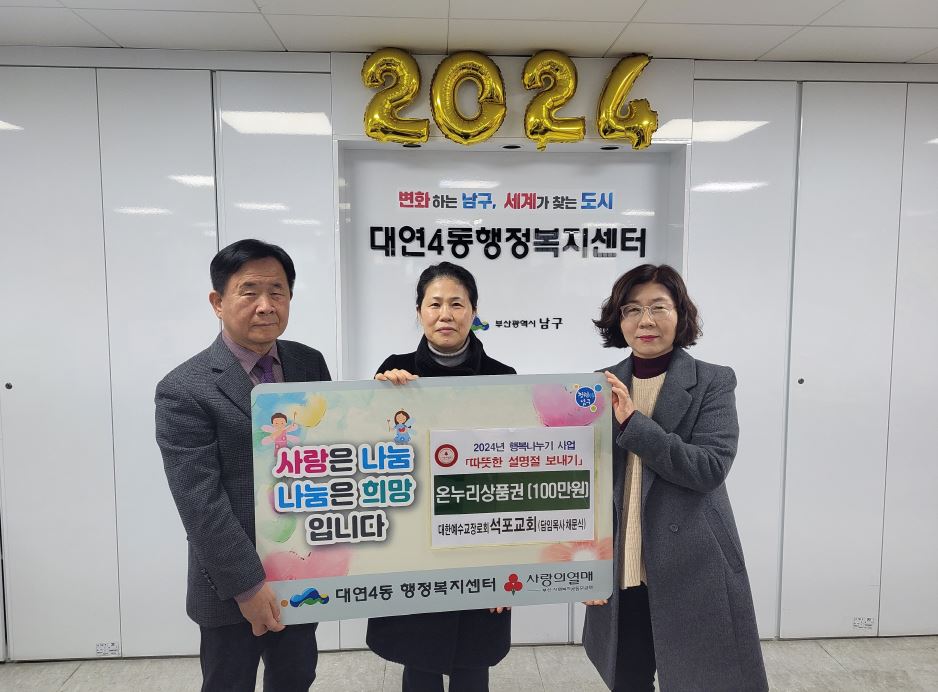 2024
변화 하는 남구, 세계가 찾는 도시
대연4동행정복지센터
부산광역시 남구
사랑은 나눔
나눔은 희망
입니다
2024년 행복나누기 사업
「따뜻한 설명절 보내기」
온누리상품권 (100만원)
대한예수교장로회 석포교회 (담임목사 채문식)
대연4동 행정복지센터
사랑의열매